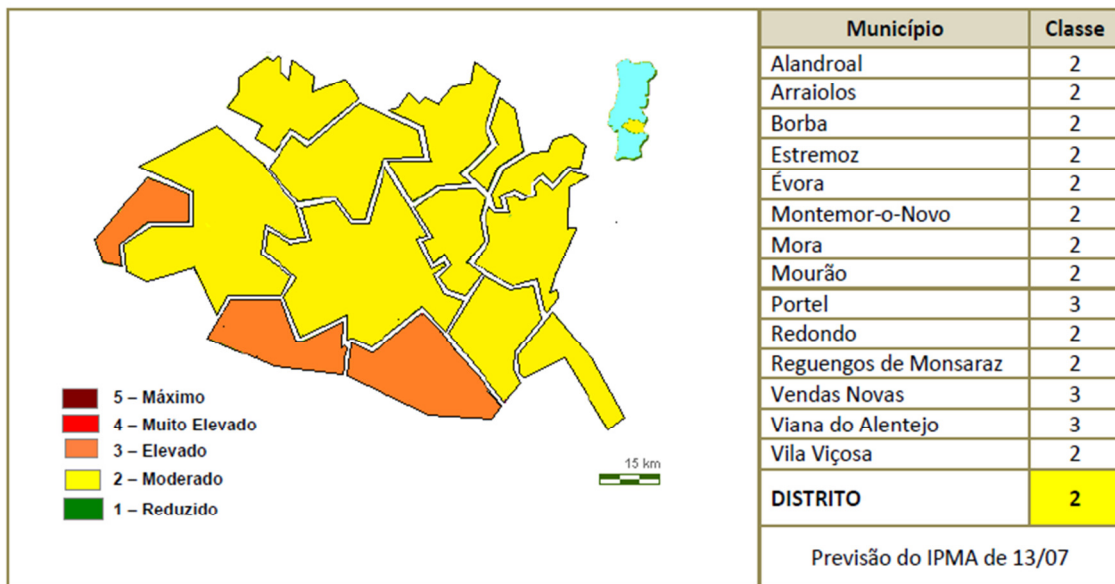 Município Classe
Alandroal 2
Arraiolos 2
Borba 2
Estremoz 2
Évora 2
Montemor-o-Novo 2
Mora 2
Mourão 2
Portel 3
Redondo 2
Reguengos de Monsaraz 2
Vendas Novas 3
Viana do Alentejo 3
Vila Viçosa 2
DISTRITO 2
Previsão do IPMA de 13/07
5 – Máximo
4 – Muito Elevado
3 – Elevado
2 – Moderado
1 – Reduzido
15 km